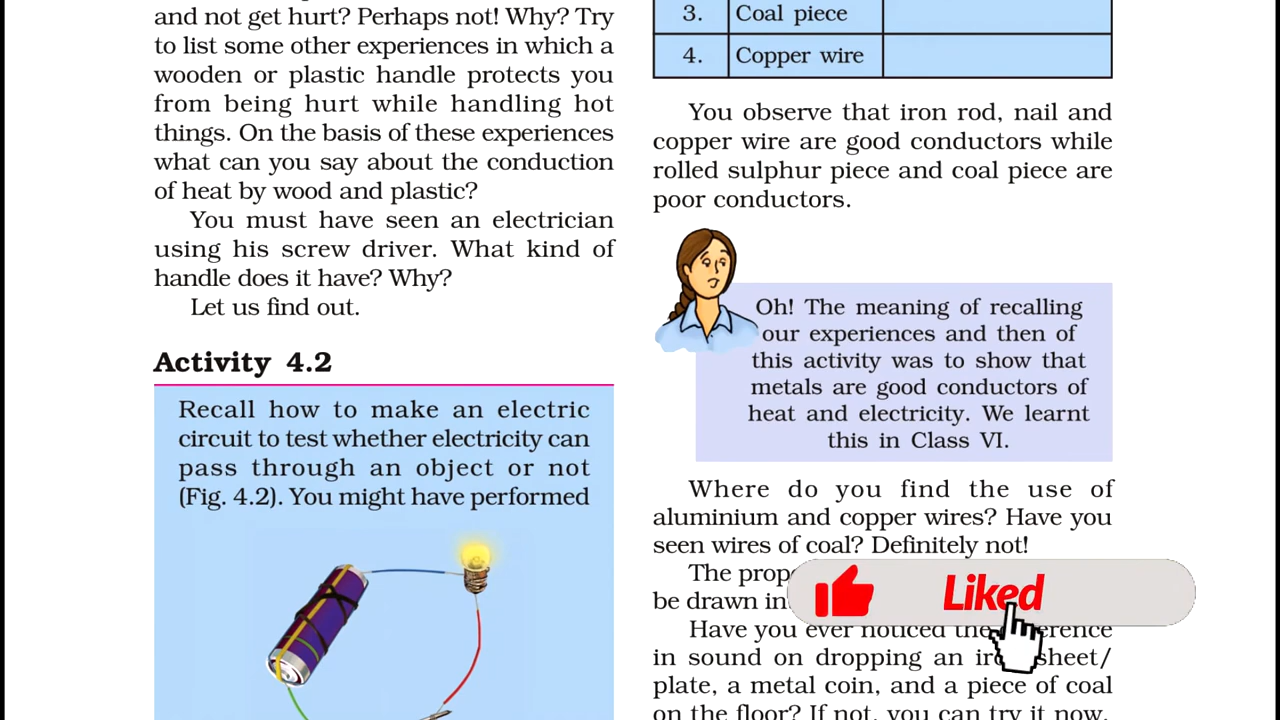 and not get hurt? Perhaps not! Why? Try
to list some other experiences in which a
wooden or plastic handle protects you
from being hurt while handling hot
things. On the basis of these experiences
what can you say about the conduction
of heat by wood and plastic?
You must have seen an electrician
using his screw driver. What kind of
handle does it have? Why?
Let us find out.
Activity 4.2
Recall how to make an electric
circuit to test whether electricity can
pass through an object or not
(Fig. 4.2). You might have performed
3. Coal piece
4. Copper wire
You observe that iron rod, nail and
copper wire are good conductors while
rolled sulphur piece and coal piece are
poor conductors.
Oh! The meaning of recalling
our experiences and then of
this activity was to show that
metals are good conductors of
heat and electricity. We learnt
this in Class VI.
Where do you find the use of
aluminium and copper wires? Have you
seen wires of coal? Definitely not!
The
be drawn
Liked
Have you ever noticed the
in sound on dropping an sheet/
plate, a metal coin, and a piece of coal
on the floor? If not, you can try it now.